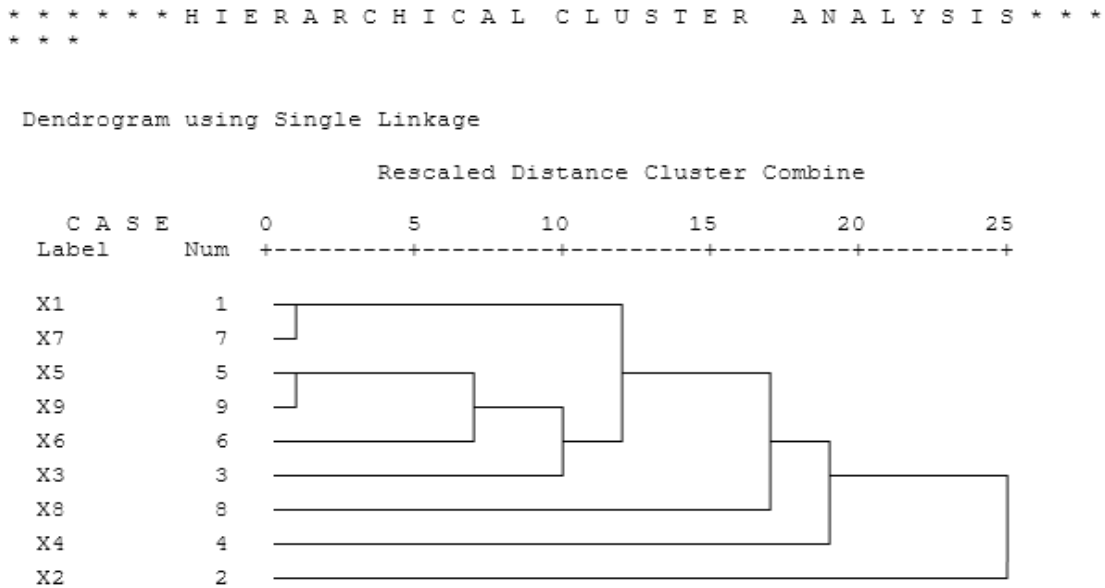 * * * * * * H I E R A R C H I C A L  C L U S T E R  A N A L Y S I S * * *
* * *
Dendrogram using Single Linkage
Rescaled Distance Cluster Combine
C A S E 0 5 10 15 20 25
Label Num +---------+---------+---------+---------+---------+
X1 1
X7 7
X5 5
X9 9
X6 6
X3 3
X8 8
X4 4
X2 2